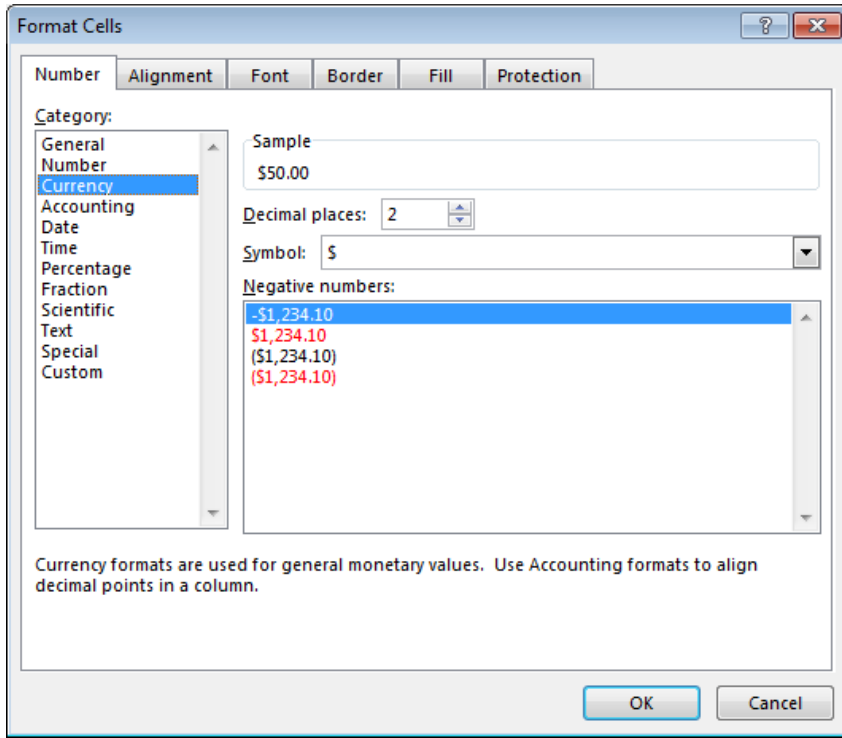 Format Cells
?
Number Alignment Font Border Fill Protection
Category:
General
Number
Currency
Accounting
Date
Time
Percentage
Fraction
Scientific
Text
Special
Custom
Sample
$50.00
Decimal places: 2
Symbol: $
Negative numbers:
-$1,234.10
$1,234.10
($1,234.10)
($1,234.10)
Currency formats are used for general monetary values.  Use Accounting formats to align
decimal points in a column.
OK Cancel